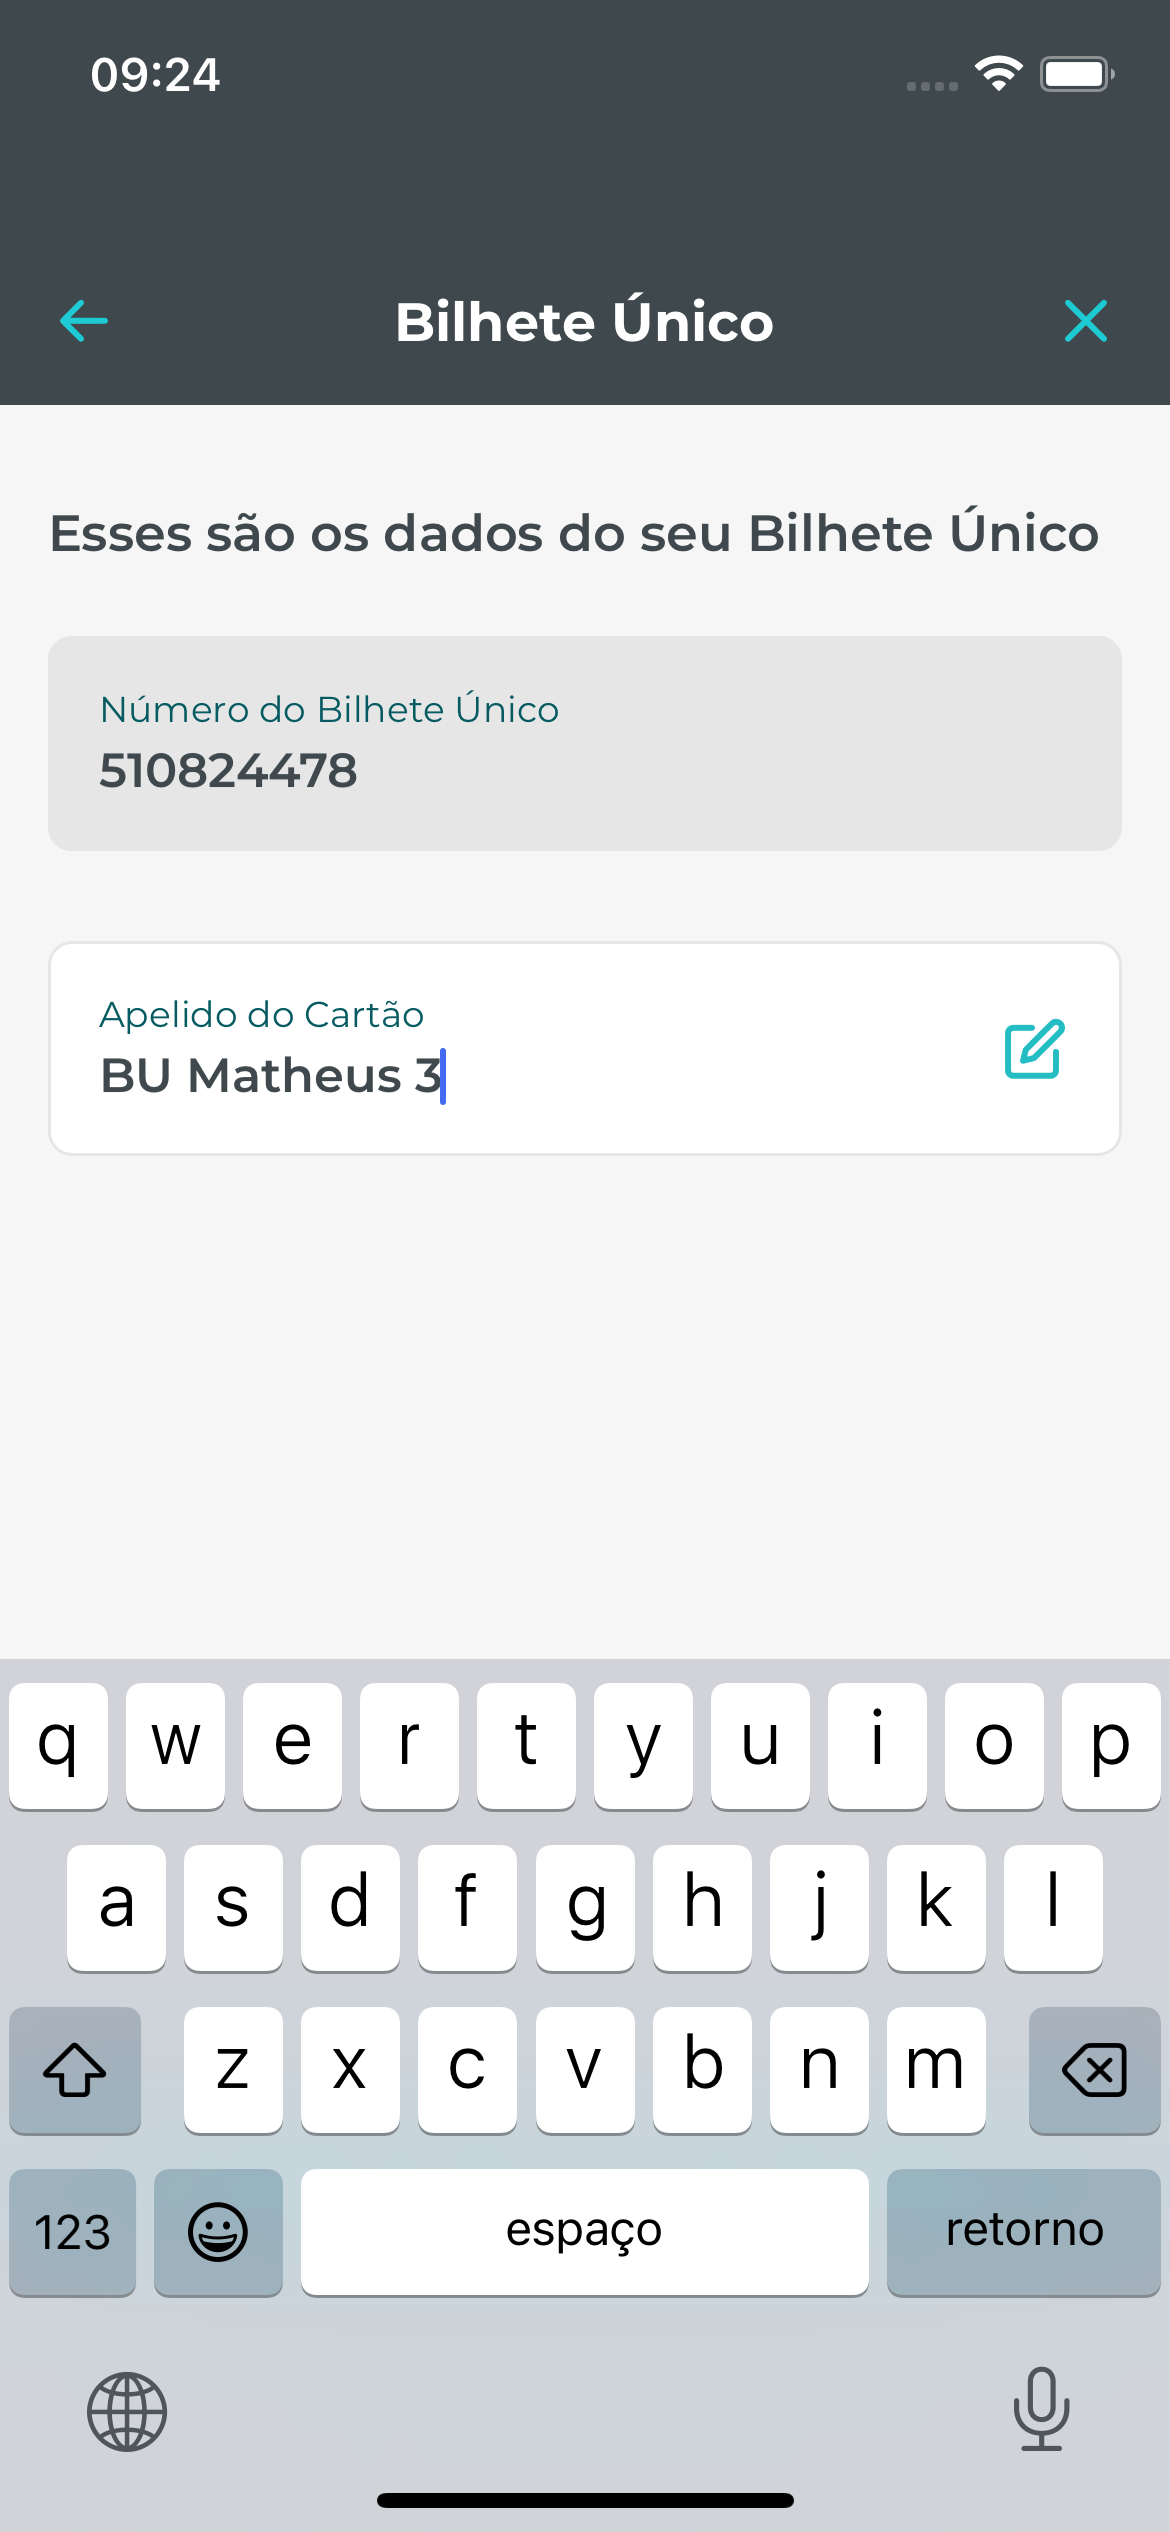 09:24
Bilhete Único
Esses são os dados do seu Bilhete Único
Número do Bilhete Único
510824478
Apelido do Cartão
BU Matheus 3
q w e r t y u i o p
a s d f g h j k l
z x c v b n m
123 espaço retorno